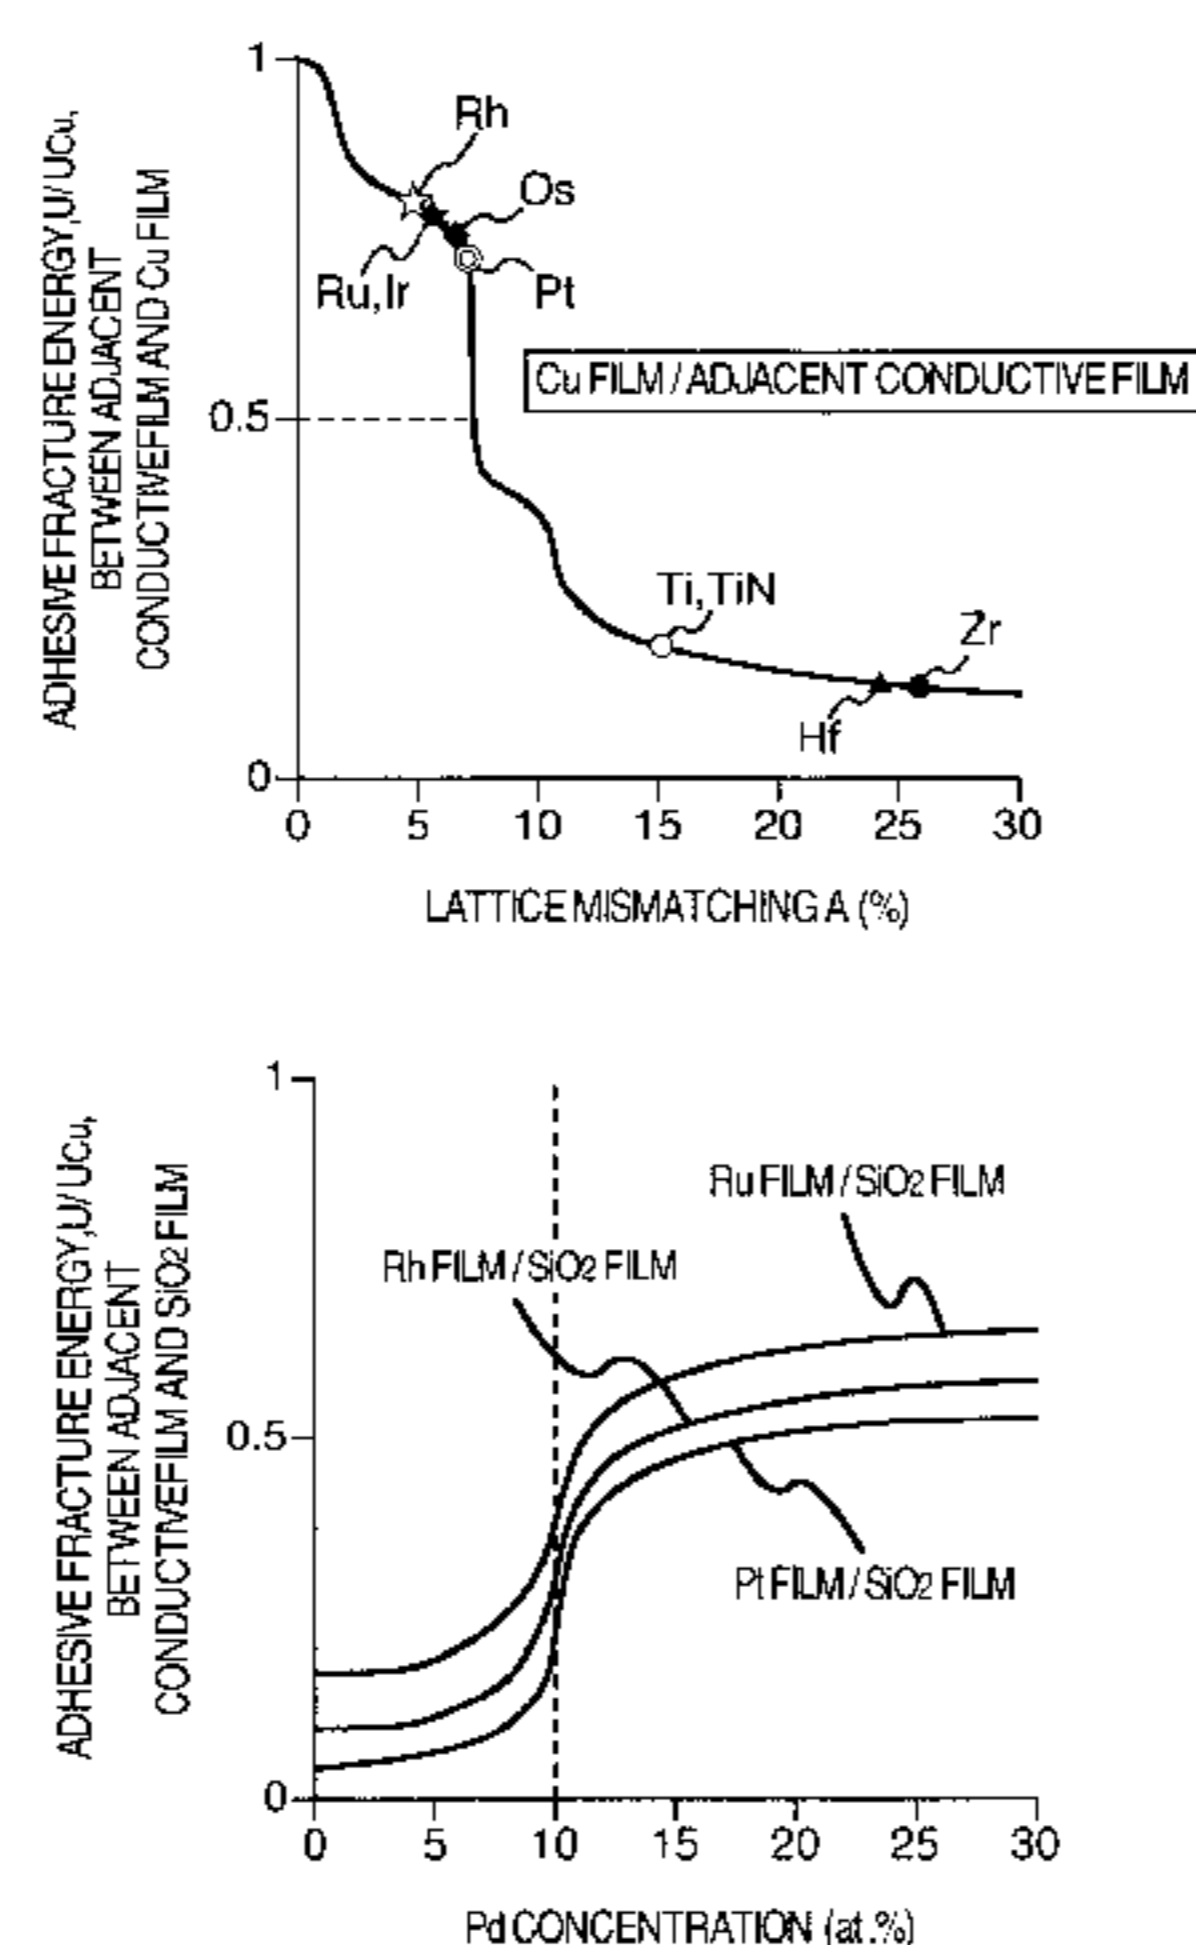 ADHESIVE FRACTURE ENERGY, U/UCu,
BETWEEN ADJACENT
CONDUCTIVE FILM AND Cu FILM
1
0.5
0
Rh
Os
Ru, Ir
Pt
Cu FILM / ADJACENT CONDUCTIVE FILM
Ti, TiN
Zr
Hf
0 5 10 15 20 25 30
LATTICE MISMATCHING A (%)
ADHESIVE FRACTURE ENERGY, U/UCu,
BETWEEN ADJACENT
CONDUCTIVE FILM AND SiO2 FILM
1
0.5
0
Ru FILM / SiO2 FILM
Rh FILM / SiO2 FILM
Pt FILM / SiO2 FILM
0 5 10 15 20 25 30
Pd CONCENTRATION (at.%)